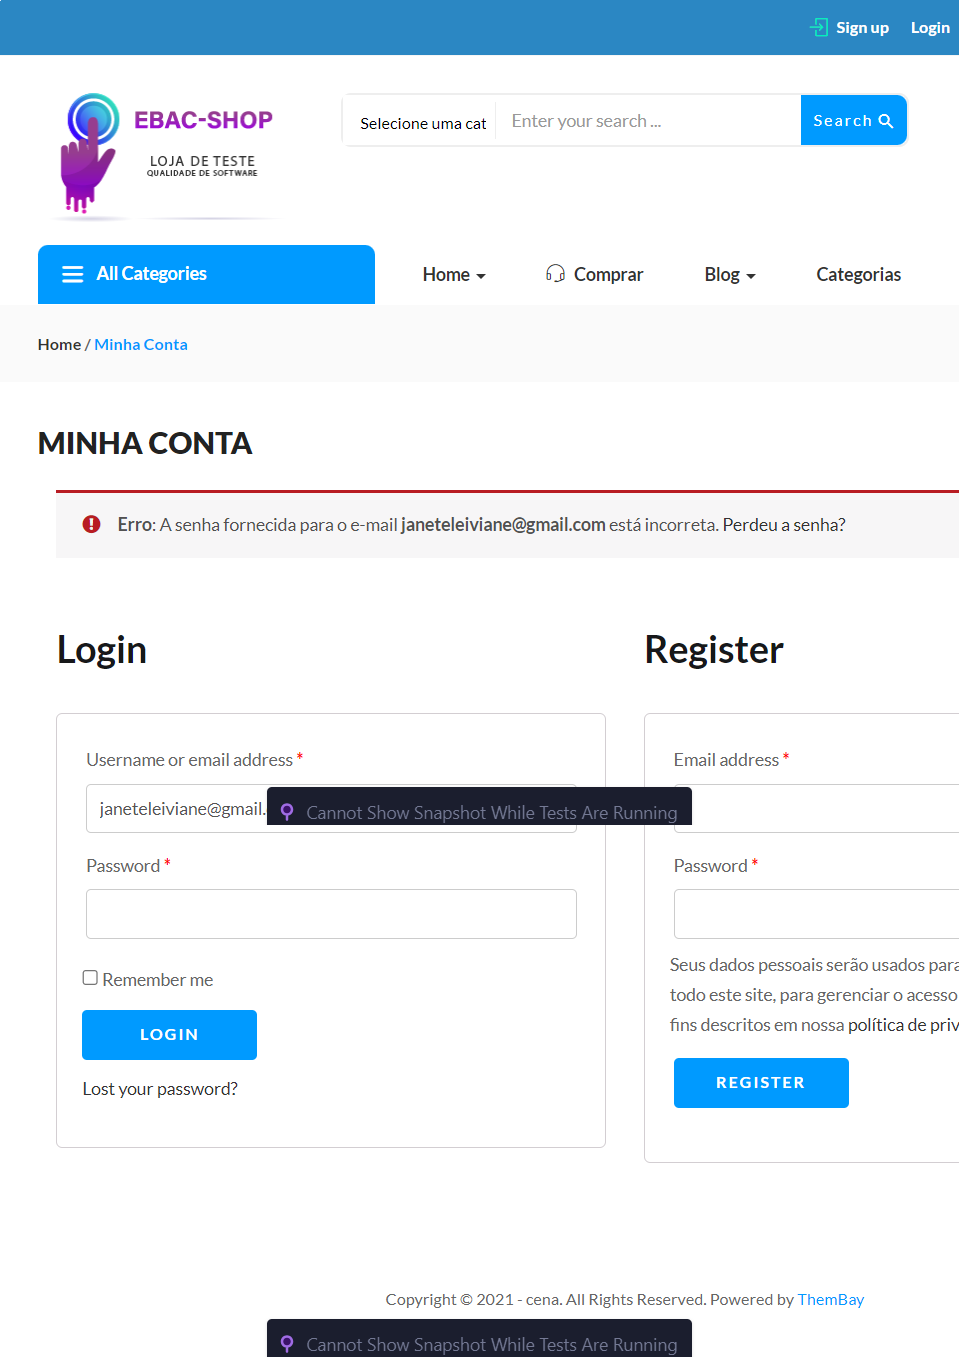 Sign up Login
EBAC-SHOP
LOJA DE TESTE
QUALIDADE DE SOFTWARE
Selecione uma cat Enter your search ... Search
All Categories Home Comprar Blog Categorias
Home / Minha Conta
MINHA CONTA
Erro: A senha fornecida para o e-mail janeteleiviane@gmail.com está incorreta. Perdeu a senha?
Login
Username or email address *
janeteleiviane@gmail.
Password *
Remember me
LOGIN
Lost your password?
Register
Email address *
Password *
Seus dados pessoais serão usados para
todo este site, para gerenciar o acesso
fins descritos em nossa política de priv
REGISTER
Cannot Show Snapshot While Tests Are Running
Copyright © 2021 - cena. All Rights Reserved. Powered by ThemBay
Cannot Show Snapshot While Tests Are Running